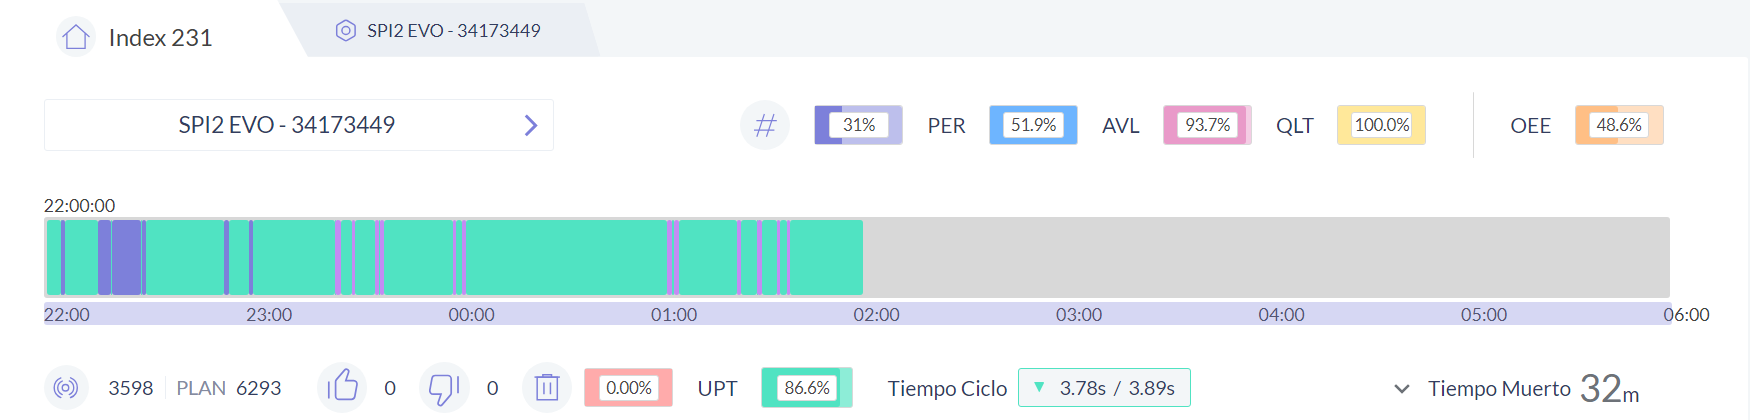 Index 231
SPI2 EVO - 34173449
SPI2 EVO - 34173449
31% PER 51.9% AVL 93.7% QLT 100.0% OEE 48.6%
22:00:00
22:00 23:00 00:00 01:00 02:00 03:00 04:00 05:00 06:00
3598 PLAN 6293 0 0 0.00% UPT 86.6% Tiempo Ciclo 3.78s / 3.89s Tiempo Muerto 32m